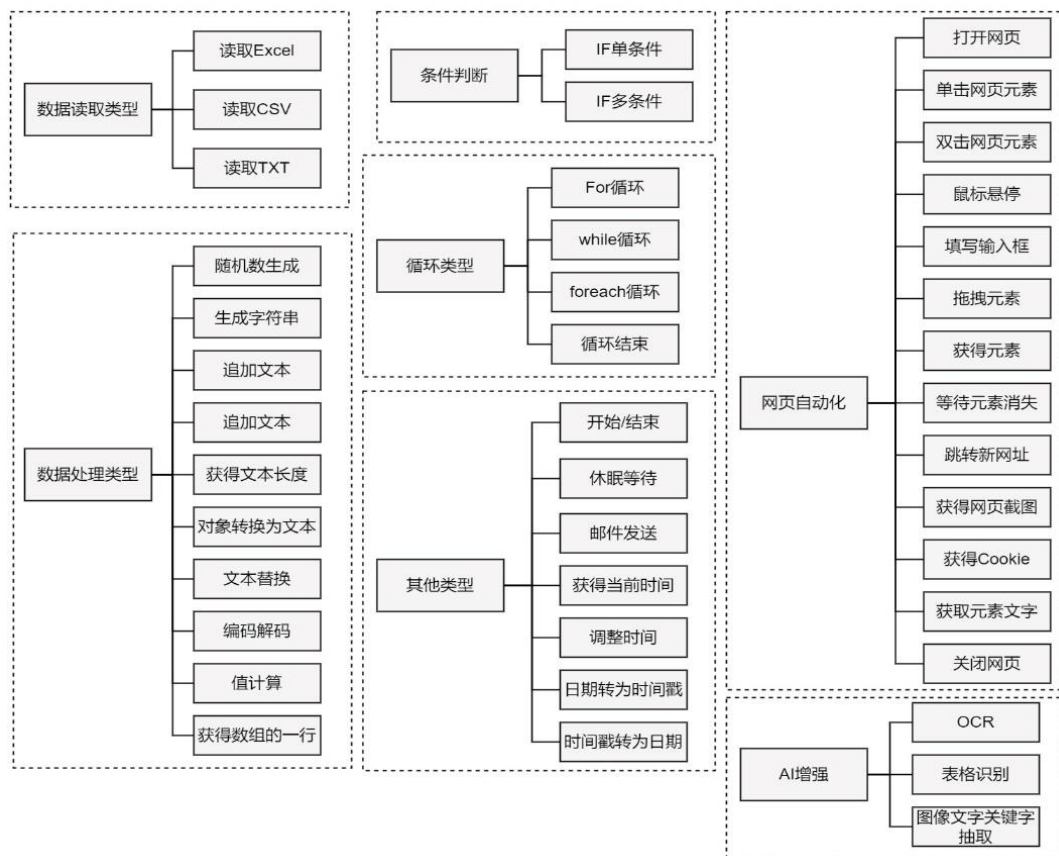 数据读取类型
读取Excel
读取CSV
读取TXT
数据处理类型
随机数生成
生成字符串
追加文本
追加文本
获得文本长度
对象转换为文本
文本替换
编码解码
值计算
获得数组的一行
条件判断
IF单条件
IF多条件
循环类型
For循环
while循环
foreach循环
循环结束
其他类型
开始/结束
休眠等待
邮件发送
获得当前时间
调整时间
日期转为时间戳
时间戳转为日期
网页自动化
打开网页
单击网页元素
双击网页元素
鼠标悬停
填写输入框
拖拽元素
获得元素
等待元素消失
跳转新网址
获得网页截图
获得Cookie
获取元素文字
关闭网页
AI增强
OCR
表格识别
图像文字关键字
抽取